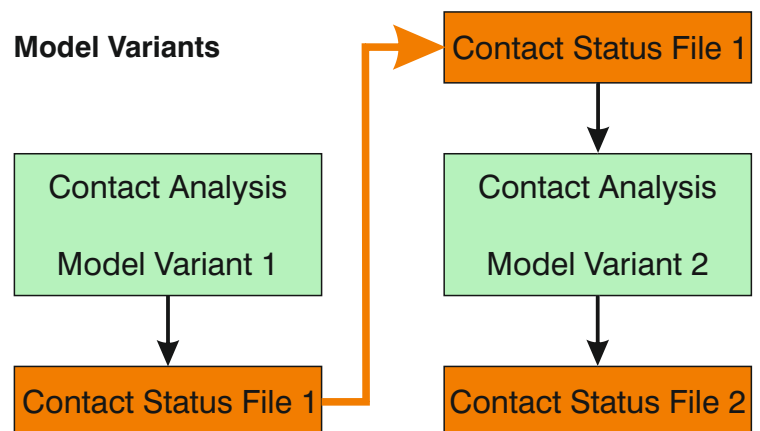 Model Variants
Contact Analysis
Model Variant 1
Contact Status File 1
Contact Status File 1
Contact Analysis
Model Variant 2
Contact Status File 2